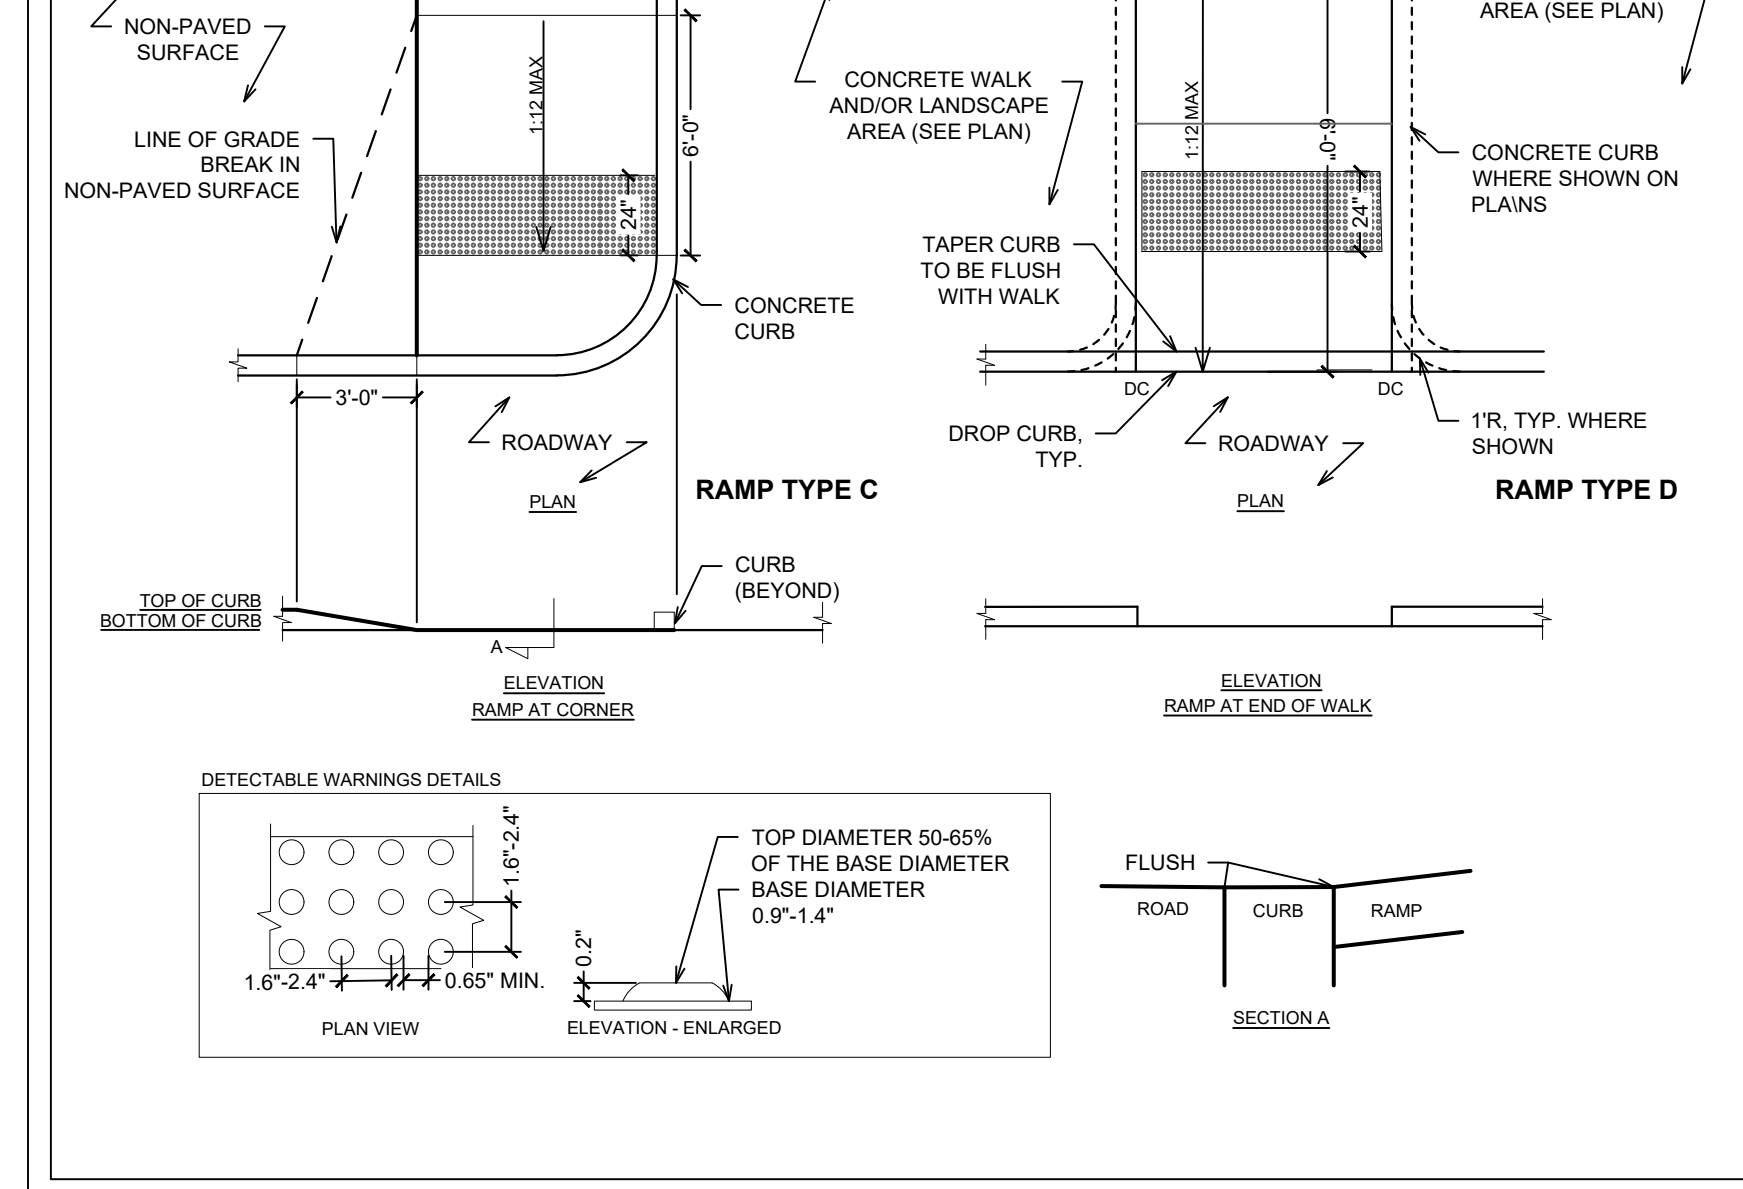 NON-PAVED
SURFACE
LINE OF GRADE
BREAK IN
NON-PAVED SURFACE
1:12 MAX
24"
6'-0"
CONCRETE
CURB
3'-0"
ROADWAY
PLAN
RAMP TYPE C
CONCRETE WALK
AND/OR LANDSCAPE
AREA (SEE PLAN)
AREA (SEE PLAN)
1:12 MAX
6'-0"
24"
CONCRETE CURB
WHERE SHOWN ON
PLA\NS
TAPER CURB
TO BE FLUSH
WITH WALK
DC
DC
DROP CURB,
TYP.
ROADWAY
1'R, TYP. WHERE
SHOWN
PLAN
RAMP TYPE D
CURB
(BEYOND)
TOP OF CURB
BOTTOM OF CURB
A
ELEVATION
RAMP AT CORNER
ELEVATION
RAMP AT END OF WALK
DETECTABLE WARNINGS DETAILS
1.6"-2.4"
1.6"-2.4"
0.65" MIN.
PLAN VIEW
TOP DIAMETER 50-65%
OF THE BASE DIAMETER
BASE DIAMETER
0.9"-1.4"
0.2"
ELEVATION - ENLARGED
FLUSH
ROAD
CURB
RAMP
SECTION A